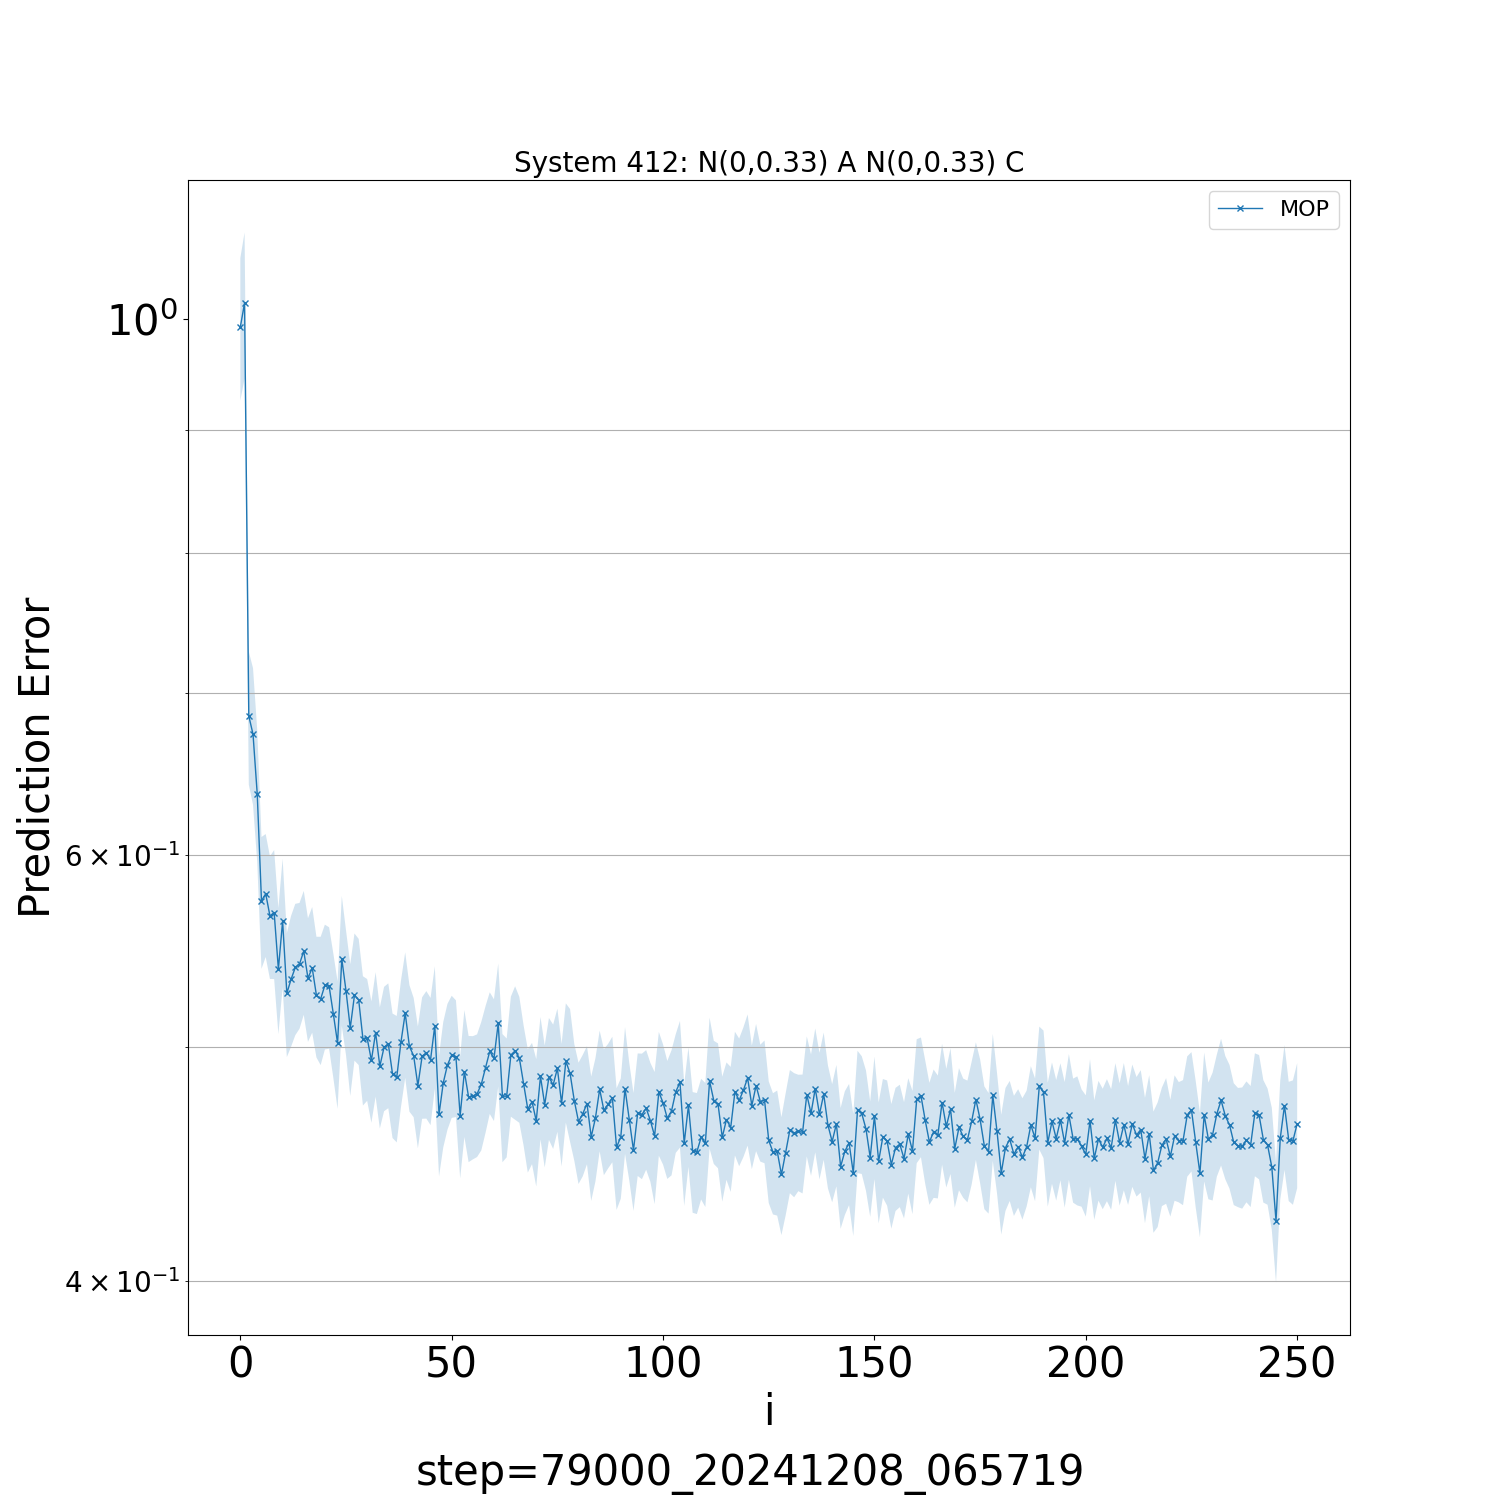 System 412: N(0,0.33) A N(0,0.33) C
MOP
10⁰
6 × 10⁻¹
4 × 10⁻¹
Prediction Error
0 50 100 150 200 250
i
step=79000_20241208_065719